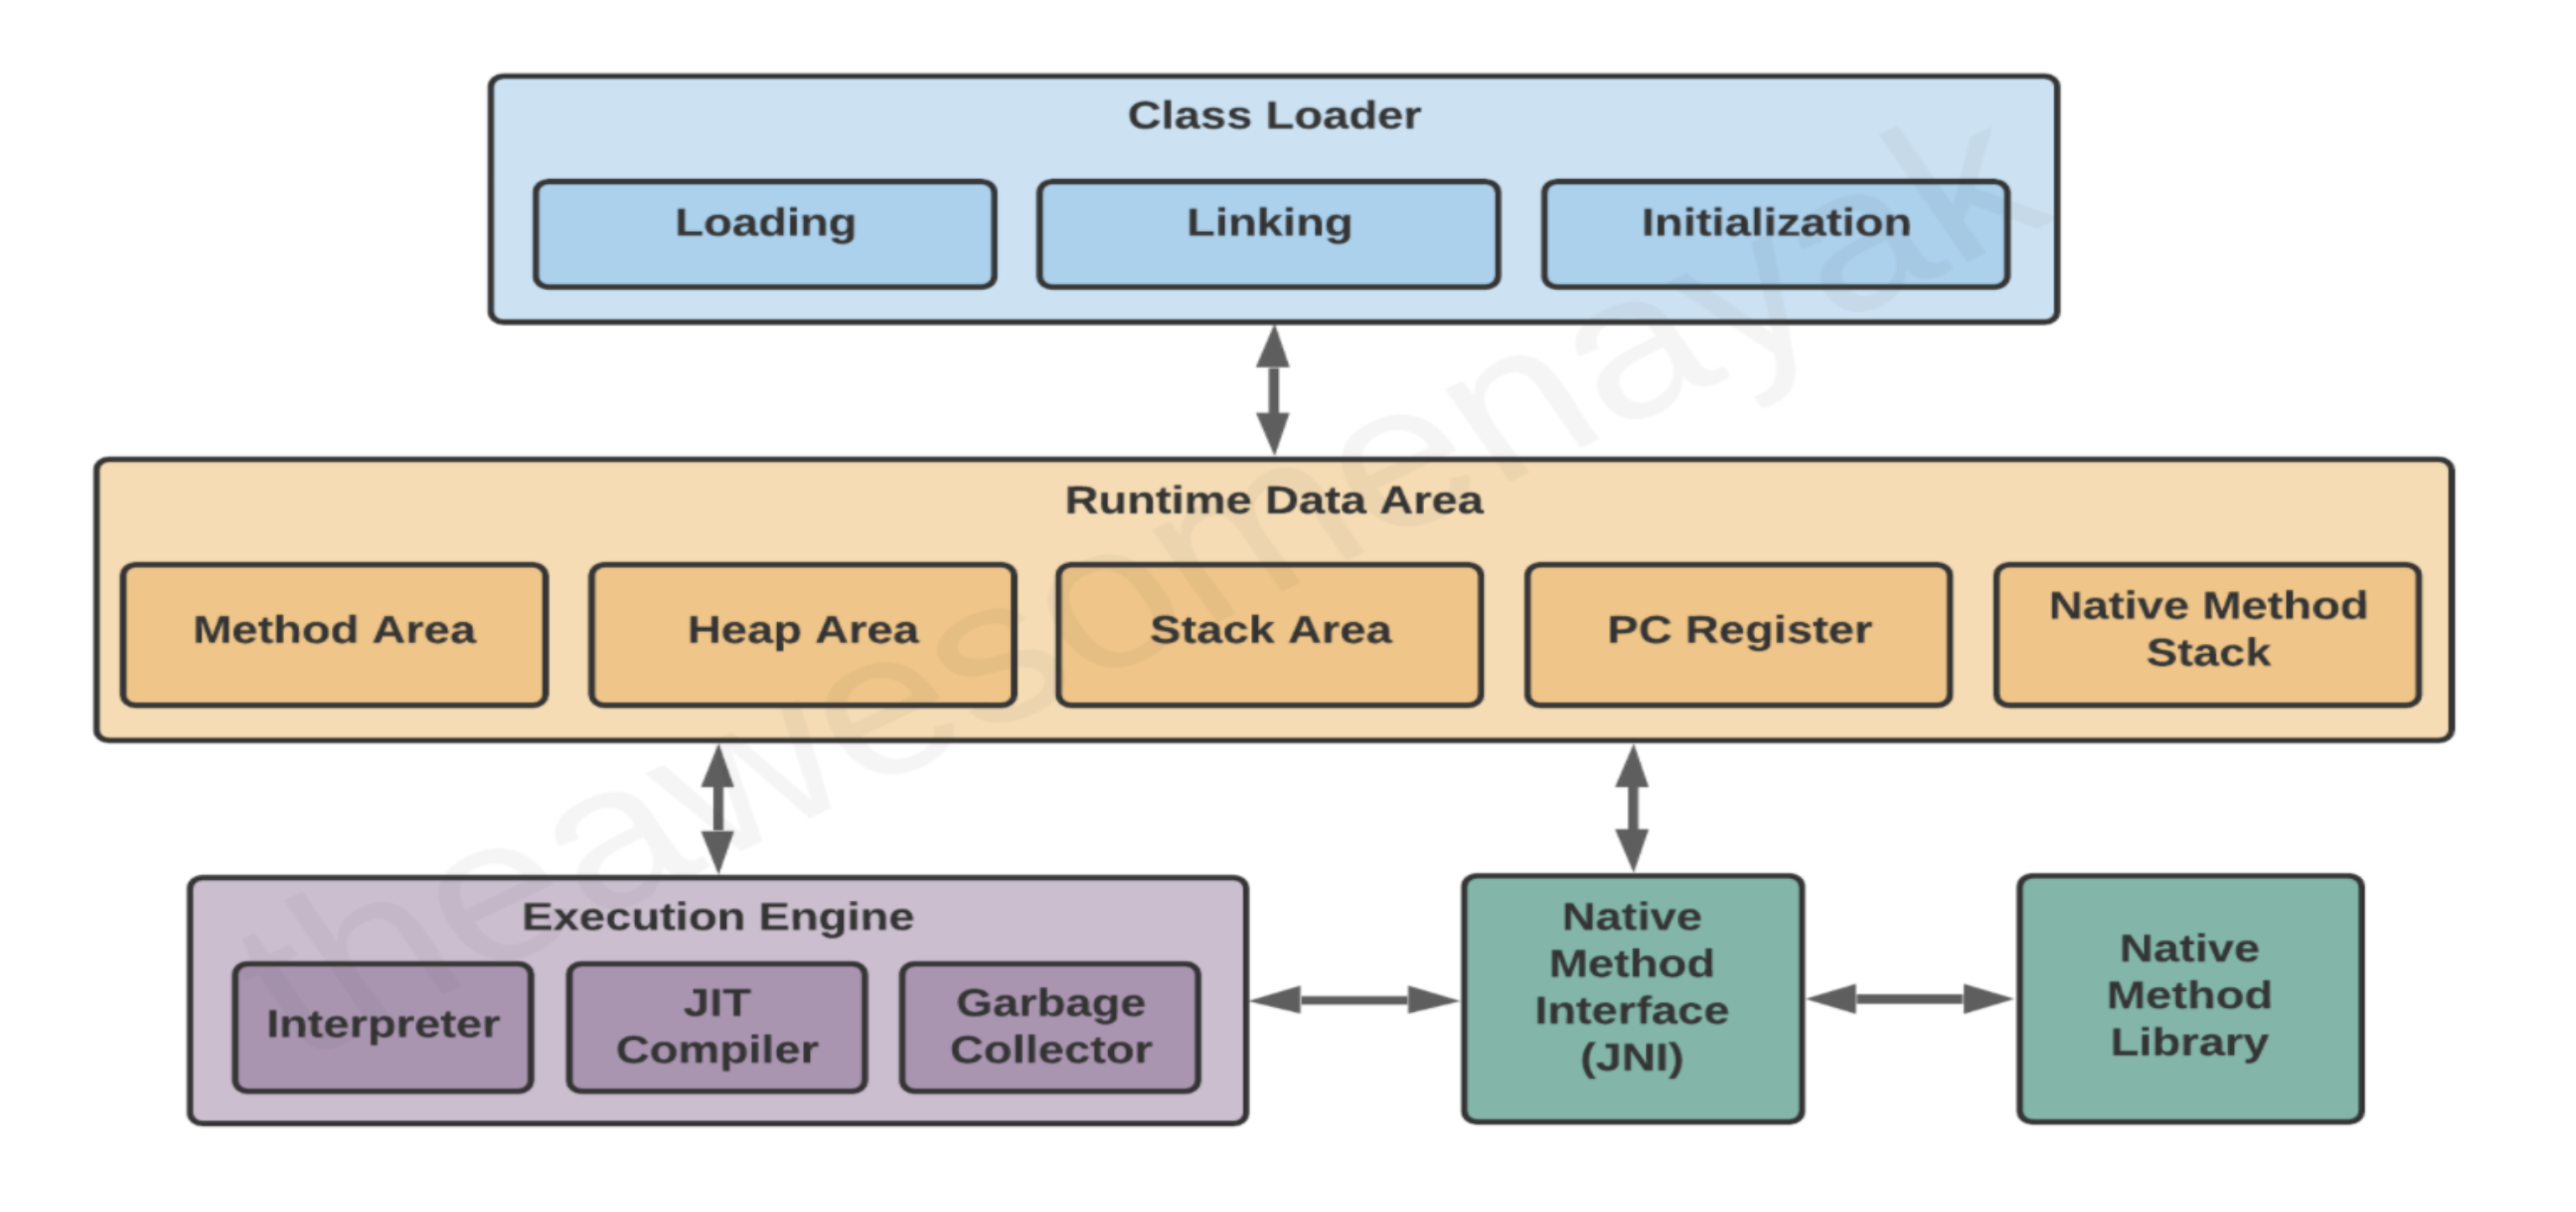 Class Loader
Loading
Linking
Initialization
Runtime Data Area
Method Area
Heap Area
Stack Area
PC Register
Native Method
Stack
Execution Engine
Interpreter
JIT
Compiler
Garbage
Collector
Native
Method
Interface
(JNI)
Native
Method
Library
theawesomenayak